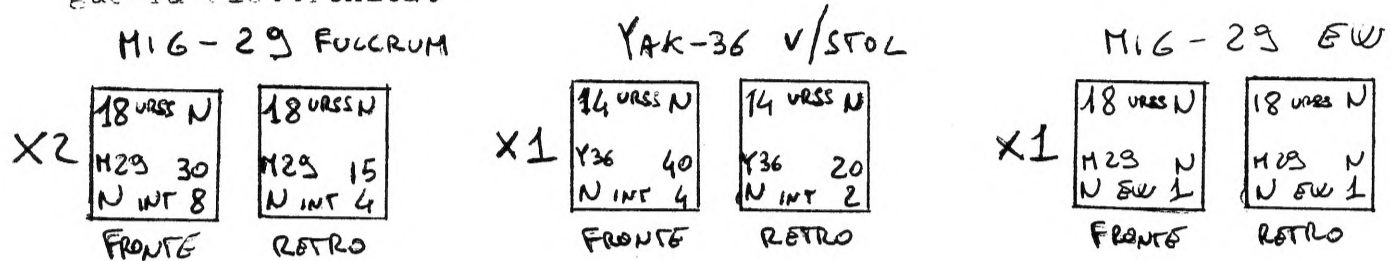 MIG-29 FULCRUM
YAK-36 V/STOL
MIG-29 EW
X2
18 URSS N
M29 30
N INT 8
FRONTE
18 URSS N
M29 15
N INT 4
RETRO
X1
14 URSS N
Y36 40
N INT 4
FRONTE
14 URSS N
Y36 20
N INT 2
RETRO
X1
18 URSS N
M29 N
N EW 1
FRONTE
18 URSS N
M29 N
N EW 1
RETRO